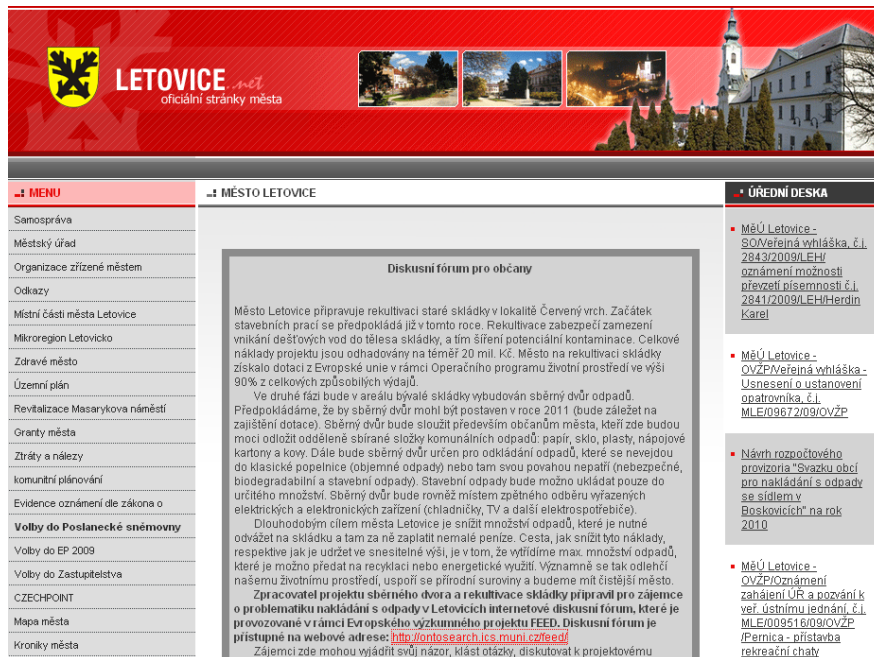 LETOVICE.net
oficiální stránky města
MENU
Samospráva
Městský úřad
Organizace zřízené městem
Odkazy
Místní části města Letovice
Mikroregion Letovicko
Zdravé město
Územní plán
Revitalizace Masarykova náměstí
Granty města
Ztráty a nálezy
komunitní plánování
Evidence oznámení dle zákona o
Volby do Poslanecké sněmovny
Volby do EP 2009
Volby do Zastupitelstva
CZECHPOINT
Mapa města
Kroniky města
MĚSTO LETOVICE
Diskusní fórum pro občany
Město Letovice připravuje rekultivaci staré skládky v lokalitě Červený vrch. Začátek
stavebních prací se předpokládá již v tomto roce. Rekultivace zabezpečí zamezení
vnikání dešťových vod do tělesa skládky, a tím šíření potenciální kontaminace. Celkové
náklady projektu jsou odhadovány na téměř 20 mil. Kč. Město na rekultivaci skládky
získalo dotaci z Evropské unie v rámci Operačního programu životní prostředí ve výši
90% z celkových způsobilých výdajů.
Ve druhé fázi bude v areálu bývalé skládky vybudován sběrný dvůr odpadů.
Předpokládáme, že by sběrný dvůr mohl být postaven v roce 2011 (bude záležet na
zajištění dotace). Sběrný dvůr bude sloužit především občanům města, kteří zde budou
moci odložit odděleně sbírané složky komunálních odpadů: papír, sklo, plasty, nápojové
kartony a kovy. Dále bude sběrný dvůr určen pro odkládání odpadů, které se nevejdou
do klasické popelnice (objemné odpady) nebo tam svou povahou nepatří (nebezpečné,
biodegradabilní a stavební odpady). Stavební odpady bude možno ukládat pouze do
určitého množství. Sběrný dvůr bude rovněž místem zpětného odběru vyřazených
elektrických a elektronických zařízení (chladničky, TV a další elektrospotřebiče).
Dlouhodobým cílem města Letovice je snížit množství odpadů, které je nutné
odvážet na skládku a tam za ně zaplatit nemalé peníze. Cesta, jak snížit tyto náklady,
respektive jak je udržet ve snesitelné výši, je v tom, že vytřídíme max. množství odpadů,
které je možno předat na recyklaci nebo energetické využití. Významně se tak odlehčí
našemu životnímu prostředí, uspoří se přírodní suroviny a budeme mít čistější město.
Zpracovatel projektu sběrného dvora a rekultivace skládky připravil pro zájemce
o problematiku nakládání s odpady v Letovicích internetové diskusní fórum, které je
provozované v rámci Evropského výzkumného projektu FEED. Diskusní fórum je
přístupné na webové adrese: http://ontosearch.ics.muni.cz/feed/
Zájemci zde mohou vyjádřit svůj názor, klást otázky, diskutovat k projektovému
ÚŘEDNÍ DESKA
MěÚ Letovice -
SO/Veřejná vyhláška, č.j.
2843/2009/LEH/
oznámení možnosti
převzetí písemnosti č.j.
2841/2009/LEH/Herdin
Karel
MěÚ Letovice -
OVŽP/Veřejná vyhláška -
Usnesení o ustanovení
opatrovníka, č.j.
MLE/09672/09/OVŽP
Návrh rozpočtového
provizoria "Svazku obcí
pro nakládání s odpady
se sídlem v
Boskovicích" na rok
2010
MěÚ Letovice -
OVŽP/Oznámení
zahájení ÚŘ a pozvání k
veř. ústnímu jednání, č.j.
MLE/009516/09/OVŽP
/Pernica - přístavba
rekreační chaty